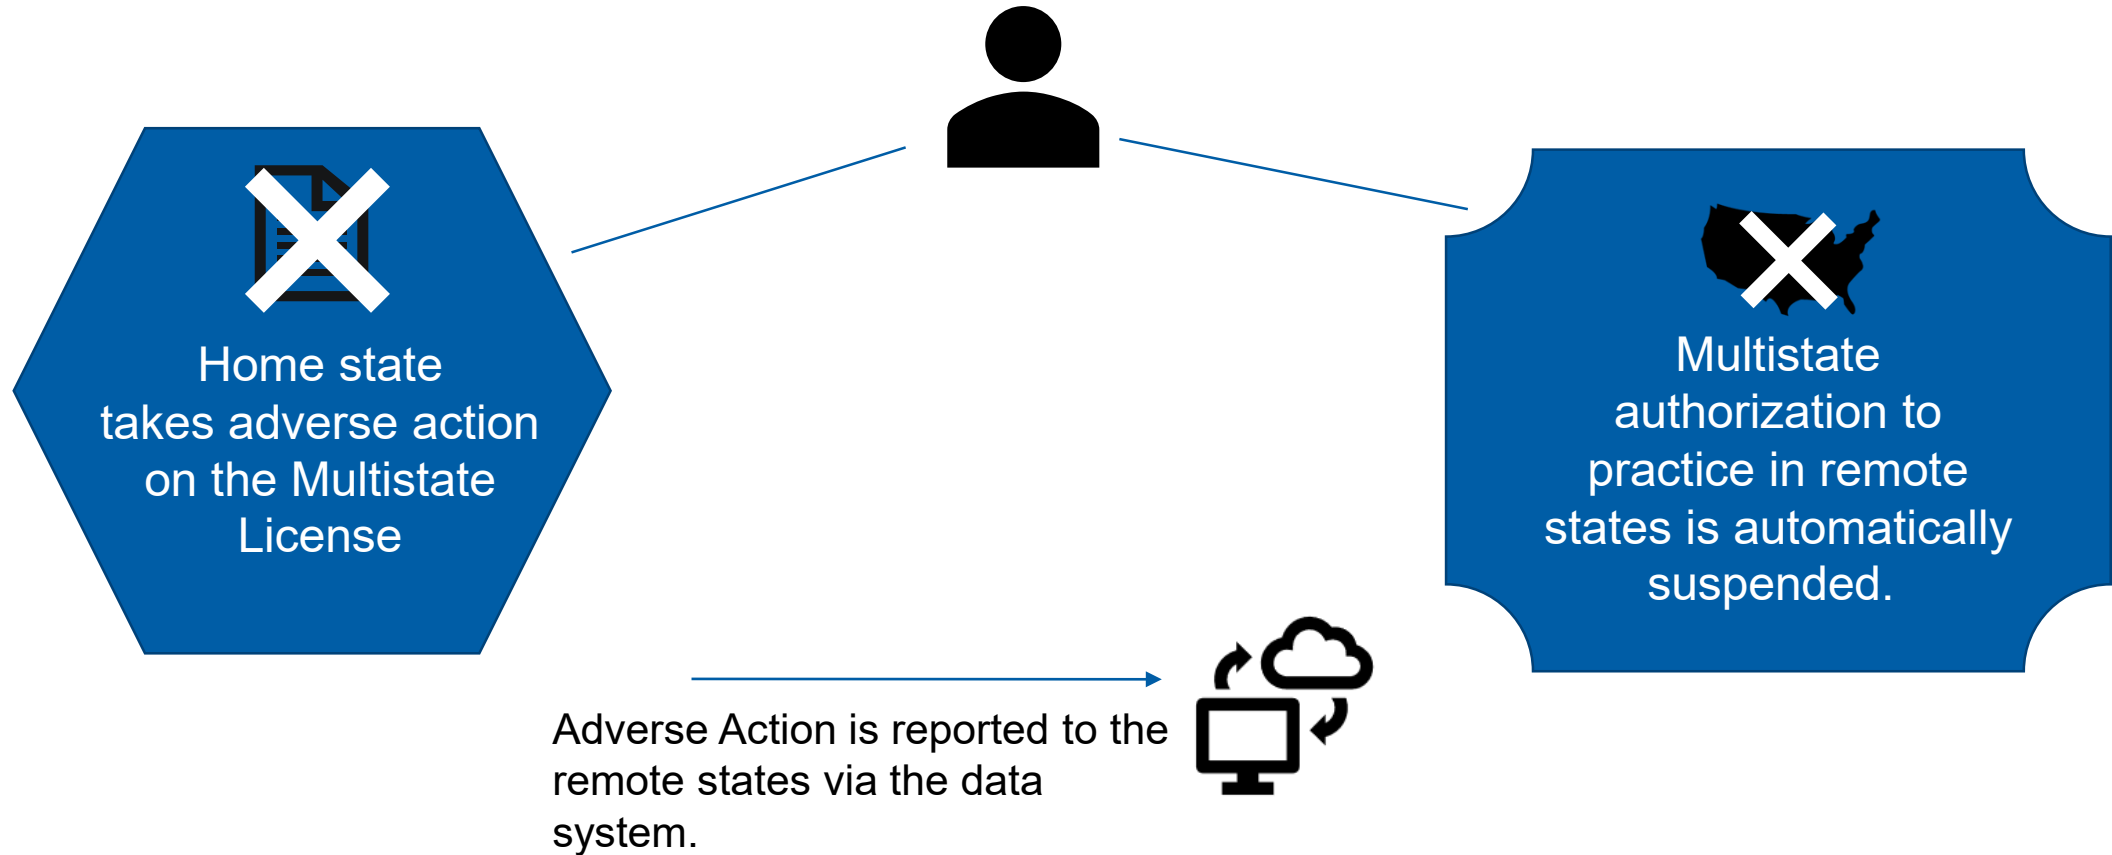 Home state
takes adverse action
on the Multistate
License
Multistate
authorization to
practice in remote
states is automatically
suspended.
Adverse Action is reported to the
remote states via the data
system.